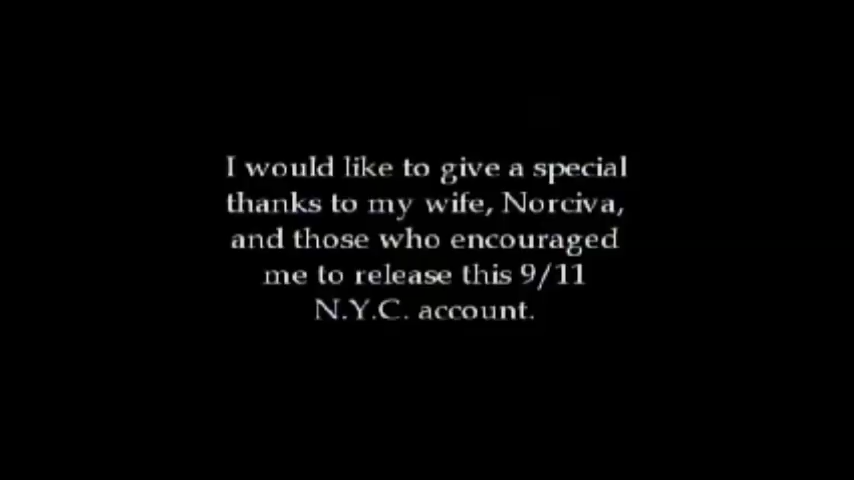 I would like to give a special
thanks to my wife, Norciva,
and those who encouraged
me to release this 9/11
N.Y.C. account.